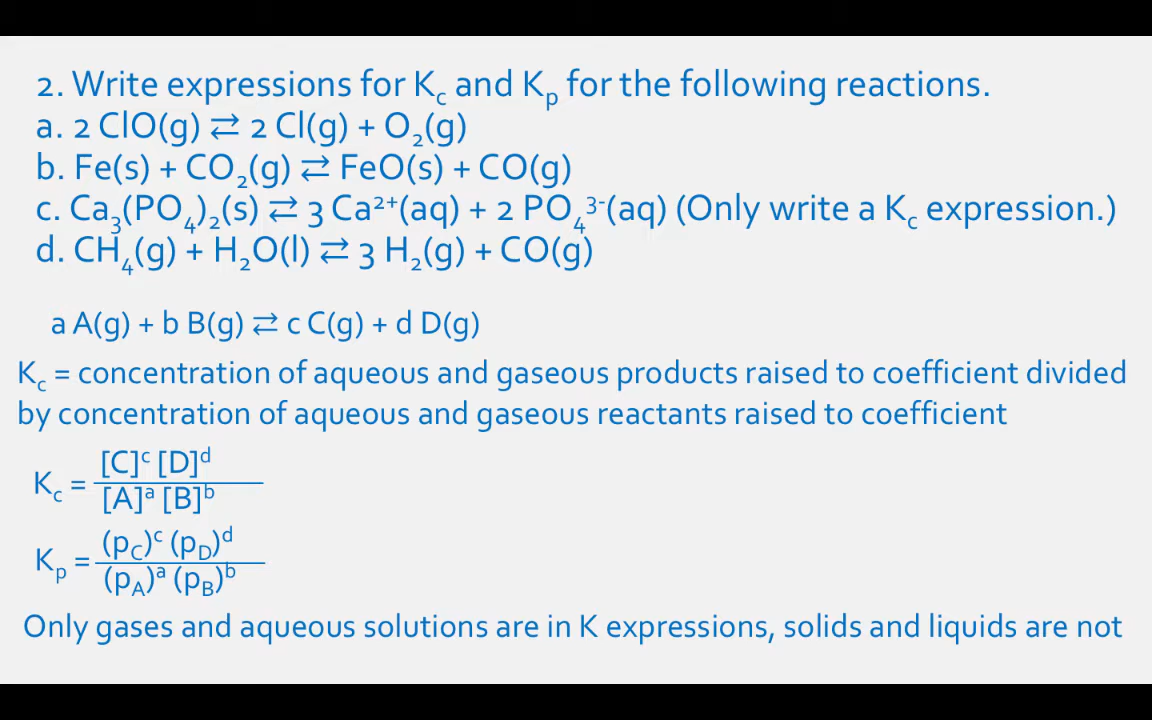 2. Write expressions for Kc and Kp for the following reactions.
a. 2 ClO(g) ⇄ 2 Cl(g) + O₂(g)
b. Fe(s) + CO₂(g) ⇄ FeO(s) + CO(g)
c. Ca₃(PO₄)₂(s) ⇄ 3 Ca²⁺(aq) + 2 PO₄³⁻(aq) (Only write a Kc expression.)
d. CH₄(g) + H₂O(l) ⇄ 3 H₂(g) + CO(g)
a A(g) + b B(g) ⇄ c C(g) + d D(g)
Kc = concentration of aqueous and gaseous products raised to coefficient divided
by concentration of aqueous and gaseous reactants raised to coefficient
[C]ᶜ [D]ᵈ
Kc =
[A]ᵃ [B]ᵇ
(pC)ᶜ (pD)ᵈ
Kp =
(pA)ᵃ (pB)ᵇ
Only gases and aqueous solutions are in K expressions, solids and liquids are not